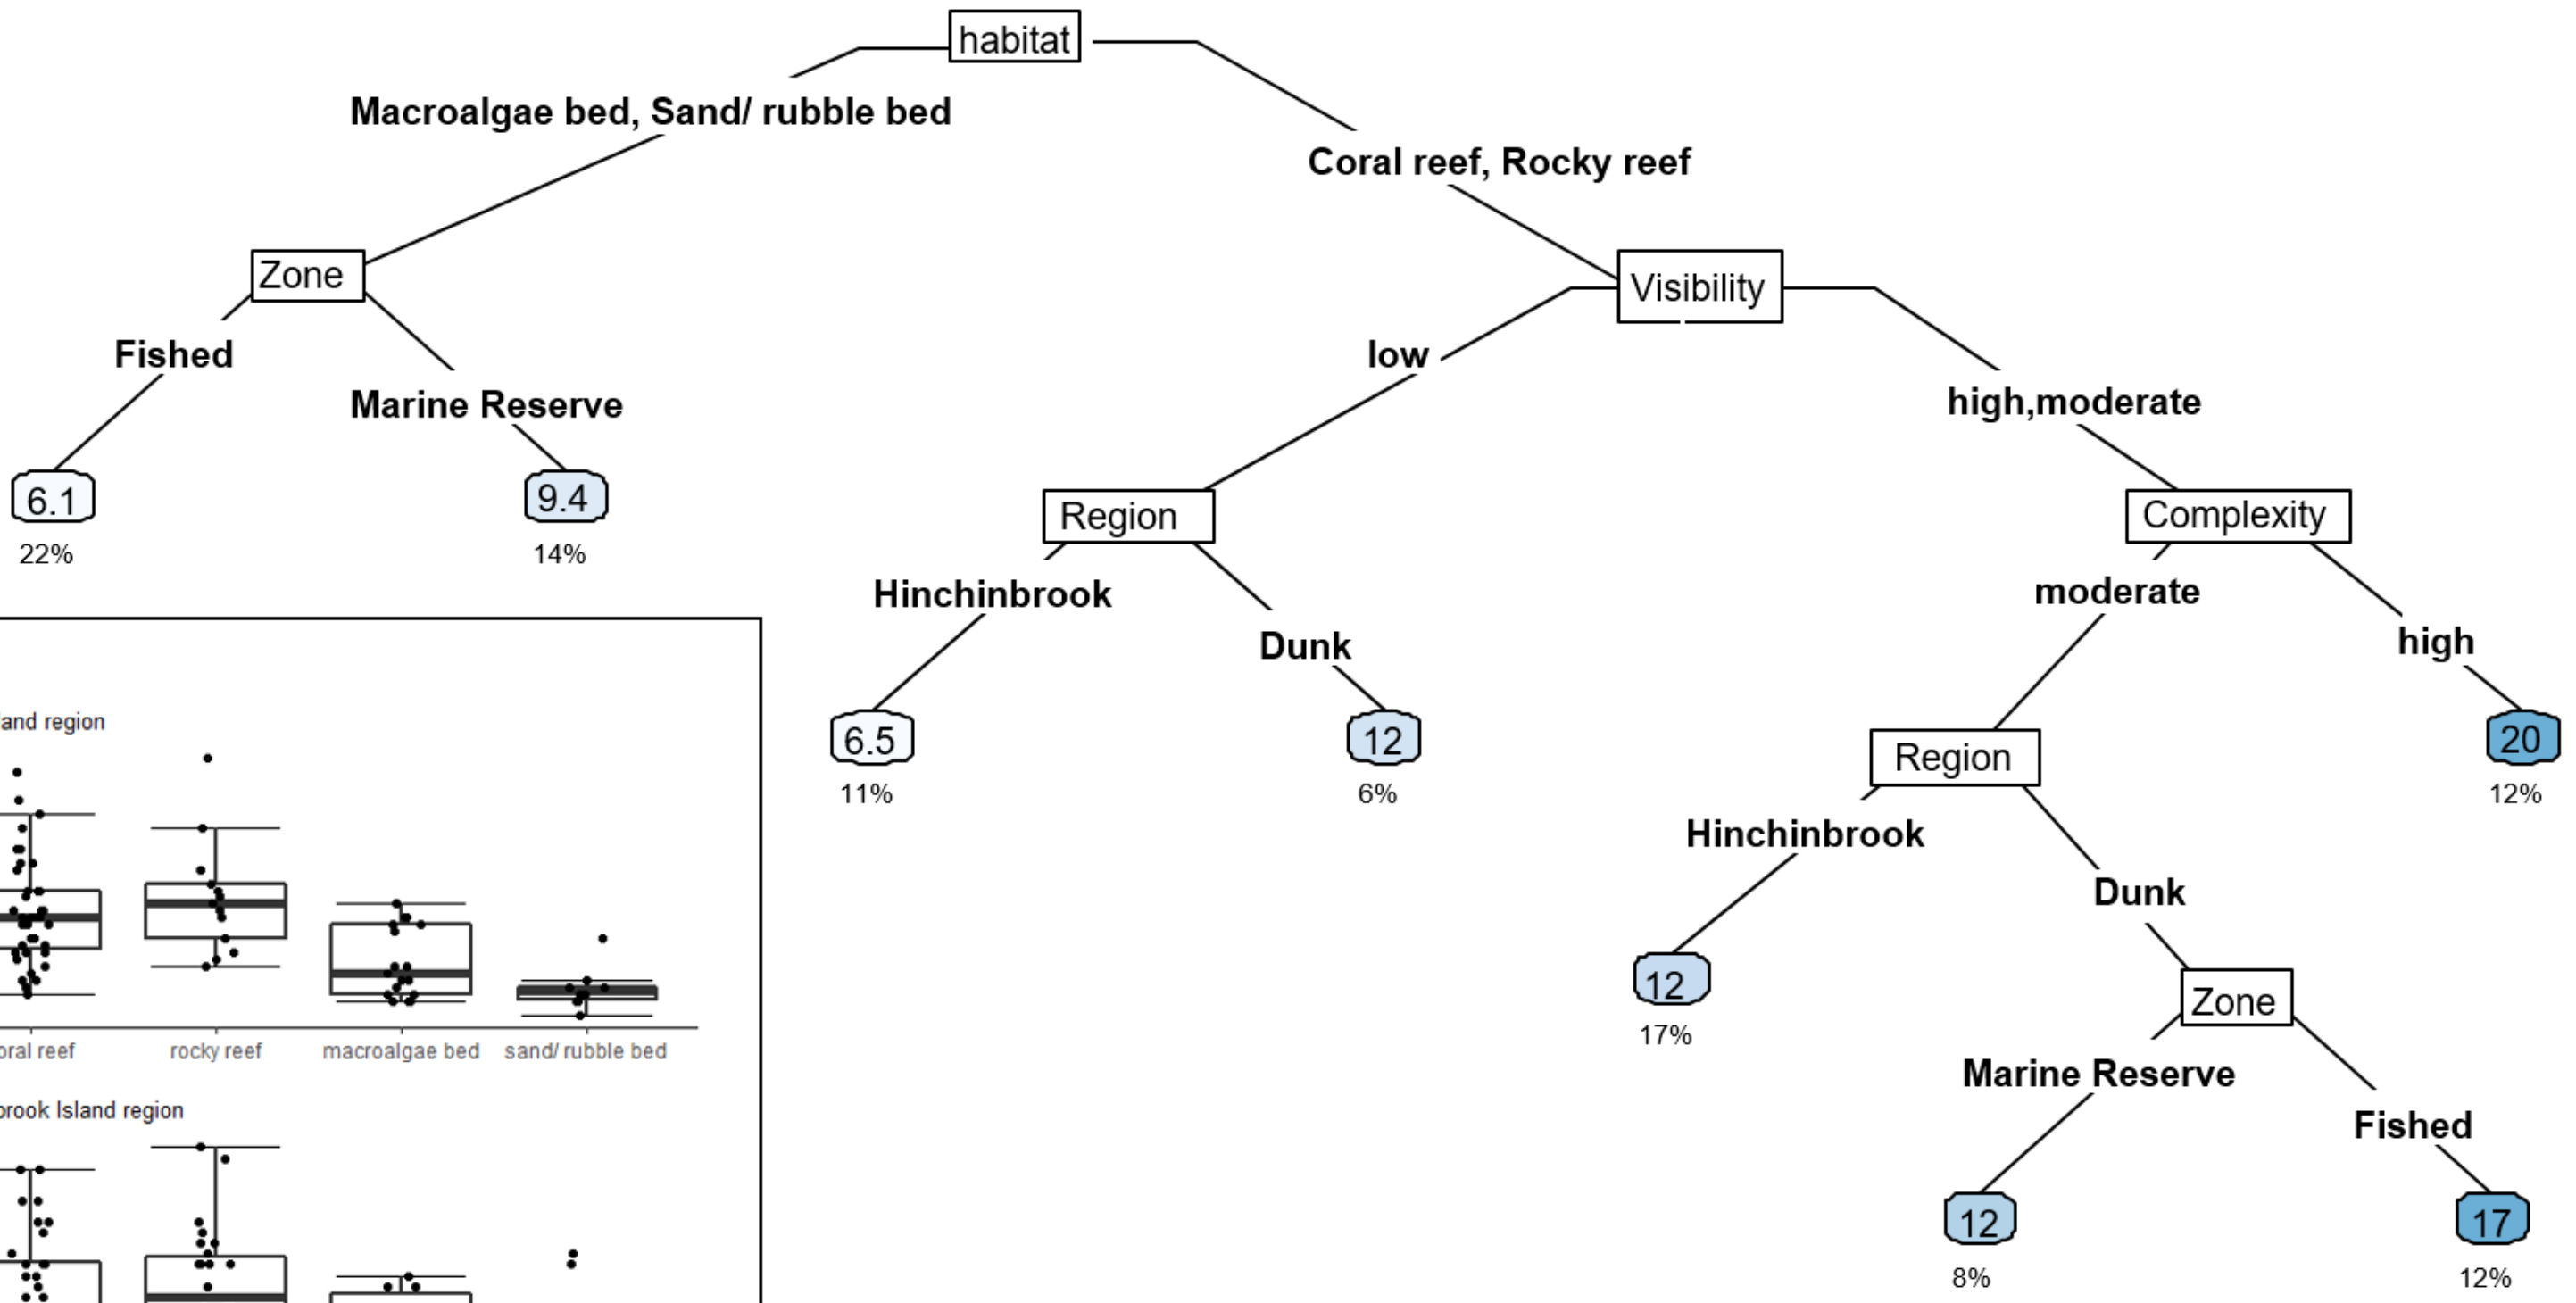 habitat
Macroalgae bed, Sand/ rubble bed
Coral reef, Rocky reef
Zone
Visibility
Fished
Marine Reserve
low
high,moderate
6.1
22%
9.4
14%
Region
Complexity
Hinchinbrook
Dunk
moderate
high
6.5
11%
12
6%
20
12%
Region
Hinchinbrook
Dunk
12
17%
Zone
Marine Reserve
Fished
12
8%
17
12%
and region
oral reef
rocky reef
macroalgae bed
sand/ rubble bed
brook Island region